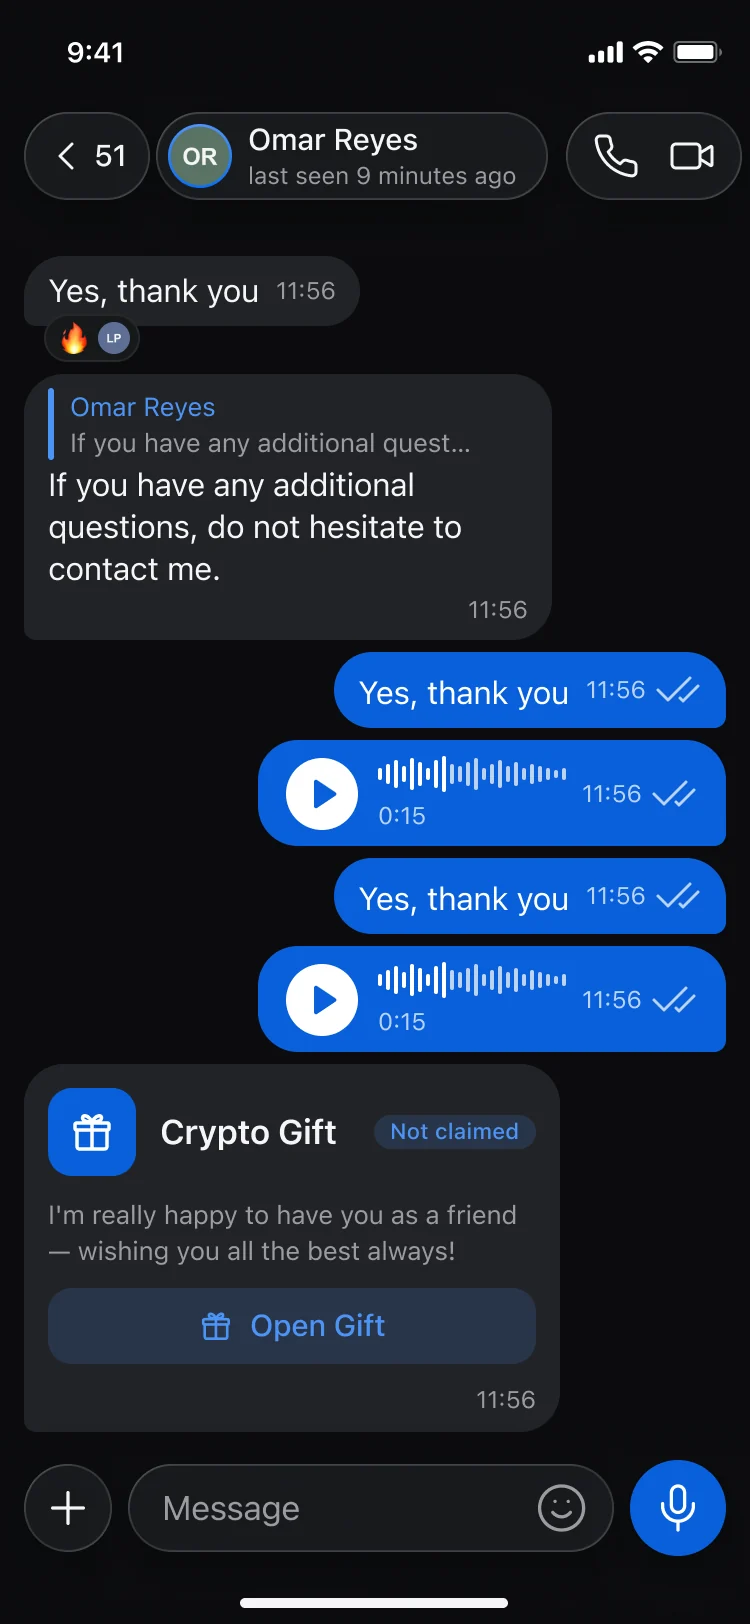 9:41
51
OR
Omar Reyes
last seen 9 minutes ago
Yes, thank you 11:56
LP
Omar Reyes
If you have any additional quest...
If you have any additional
questions, do not hesitate to
contact me.
11:56
Yes, thank you 11:56
0:15
11:56
Yes, thank you 11:56
0:15
11:56
Crypto Gift Not claimed
I'm really happy to have you as a friend
— wishing you all the best always!
Open Gift
11:56
Message